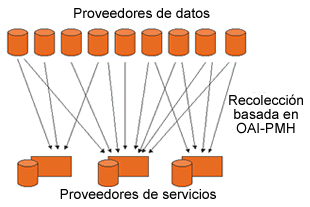 Proveedores de datos
Recolección
basada en
OAI-PMH
Proveedores de servicios